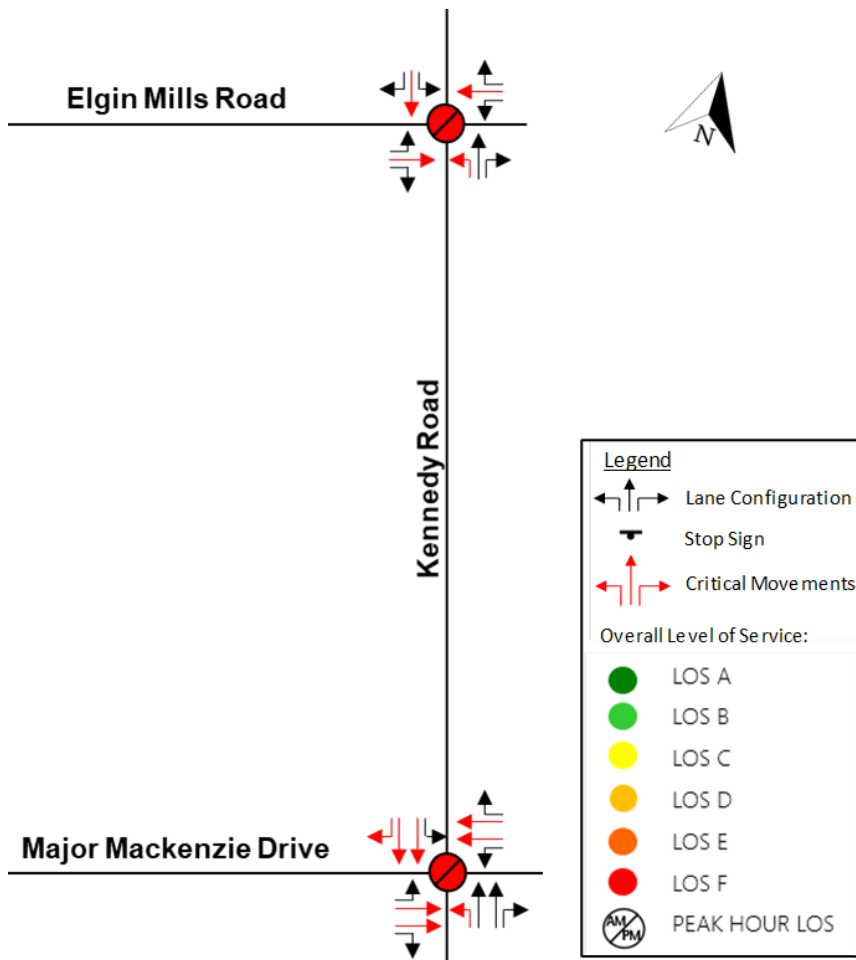 Elgin Mills Road
N
Kennedy Road
Legend
Lane Configuration
Stop Sign
Critical Movements
Overall Level of Service:
LOS A
LOS B
LOS C
LOS D
LOS E
LOS F
AM/PM PEAK HOUR LOS
Major Mackenzie Drive